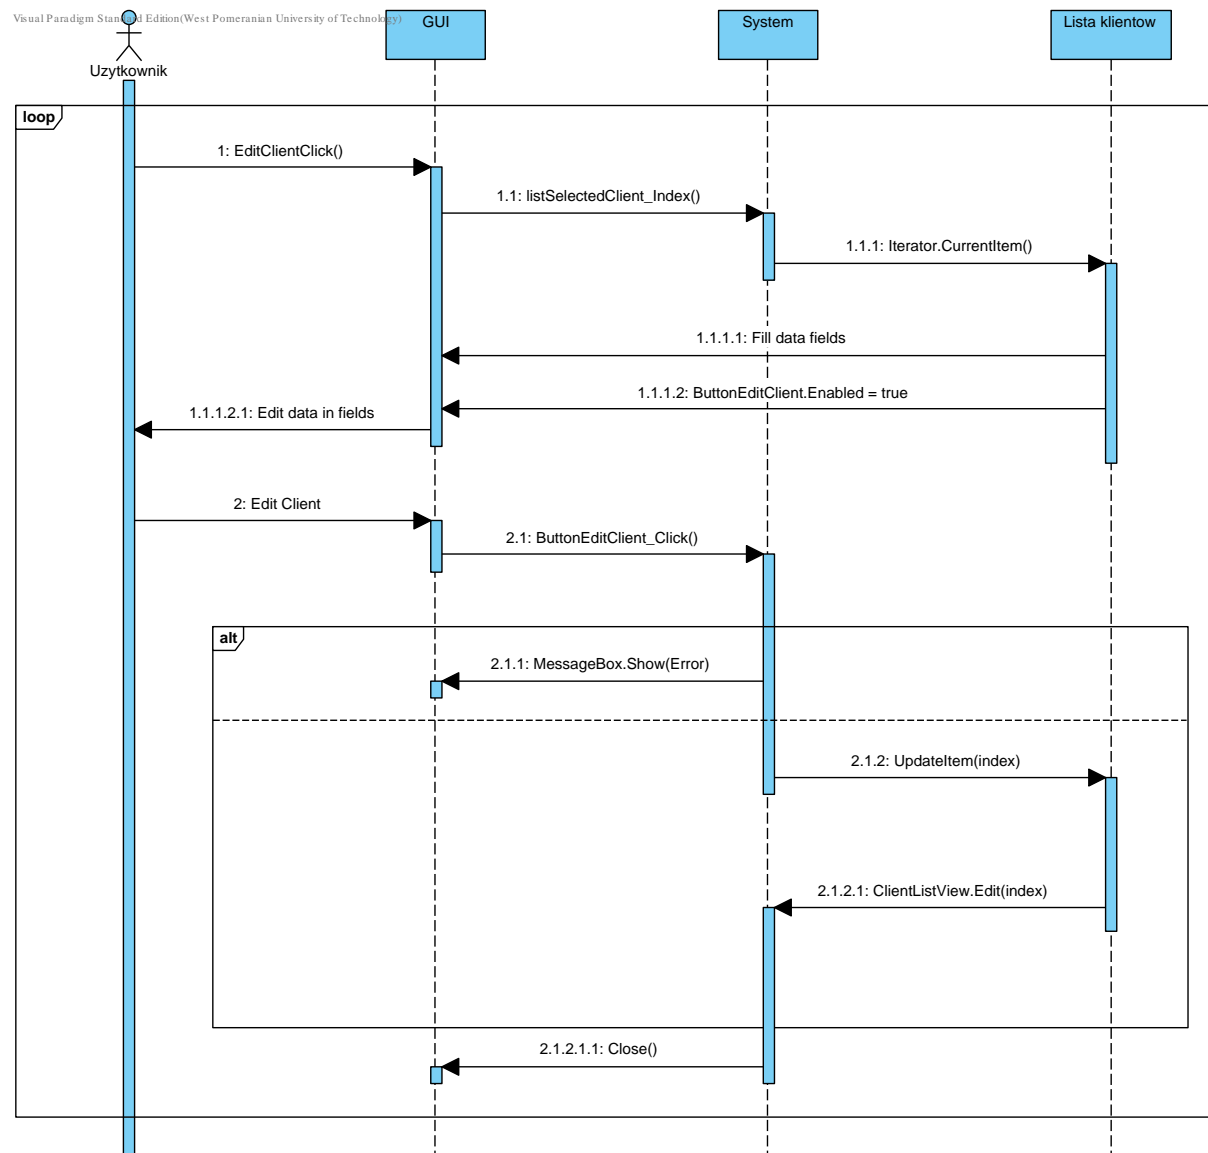 Visual Paradigm Standard Edition(West Pomeranian University of Technology)
GUI
System
Lista klientow
Uzytkownik
loop
1: EditClientClick()
1.1: listSelectedClient_Index()
1.1.1: Iterator.CurrentItem()
1.1.1.1: Fill data fields
1.1.1.2: ButtonEditClient.Enabled = true
1.1.1.2.1: Edit data in fields
2: Edit Client
2.1: ButtonEditClient_Click()
alt
2.1.1: MessageBox.Show(Error)
2.1.2: UpdateItem(index)
2.1.2.1: ClientListView.Edit(index)
2.1.2.1.1: Close()